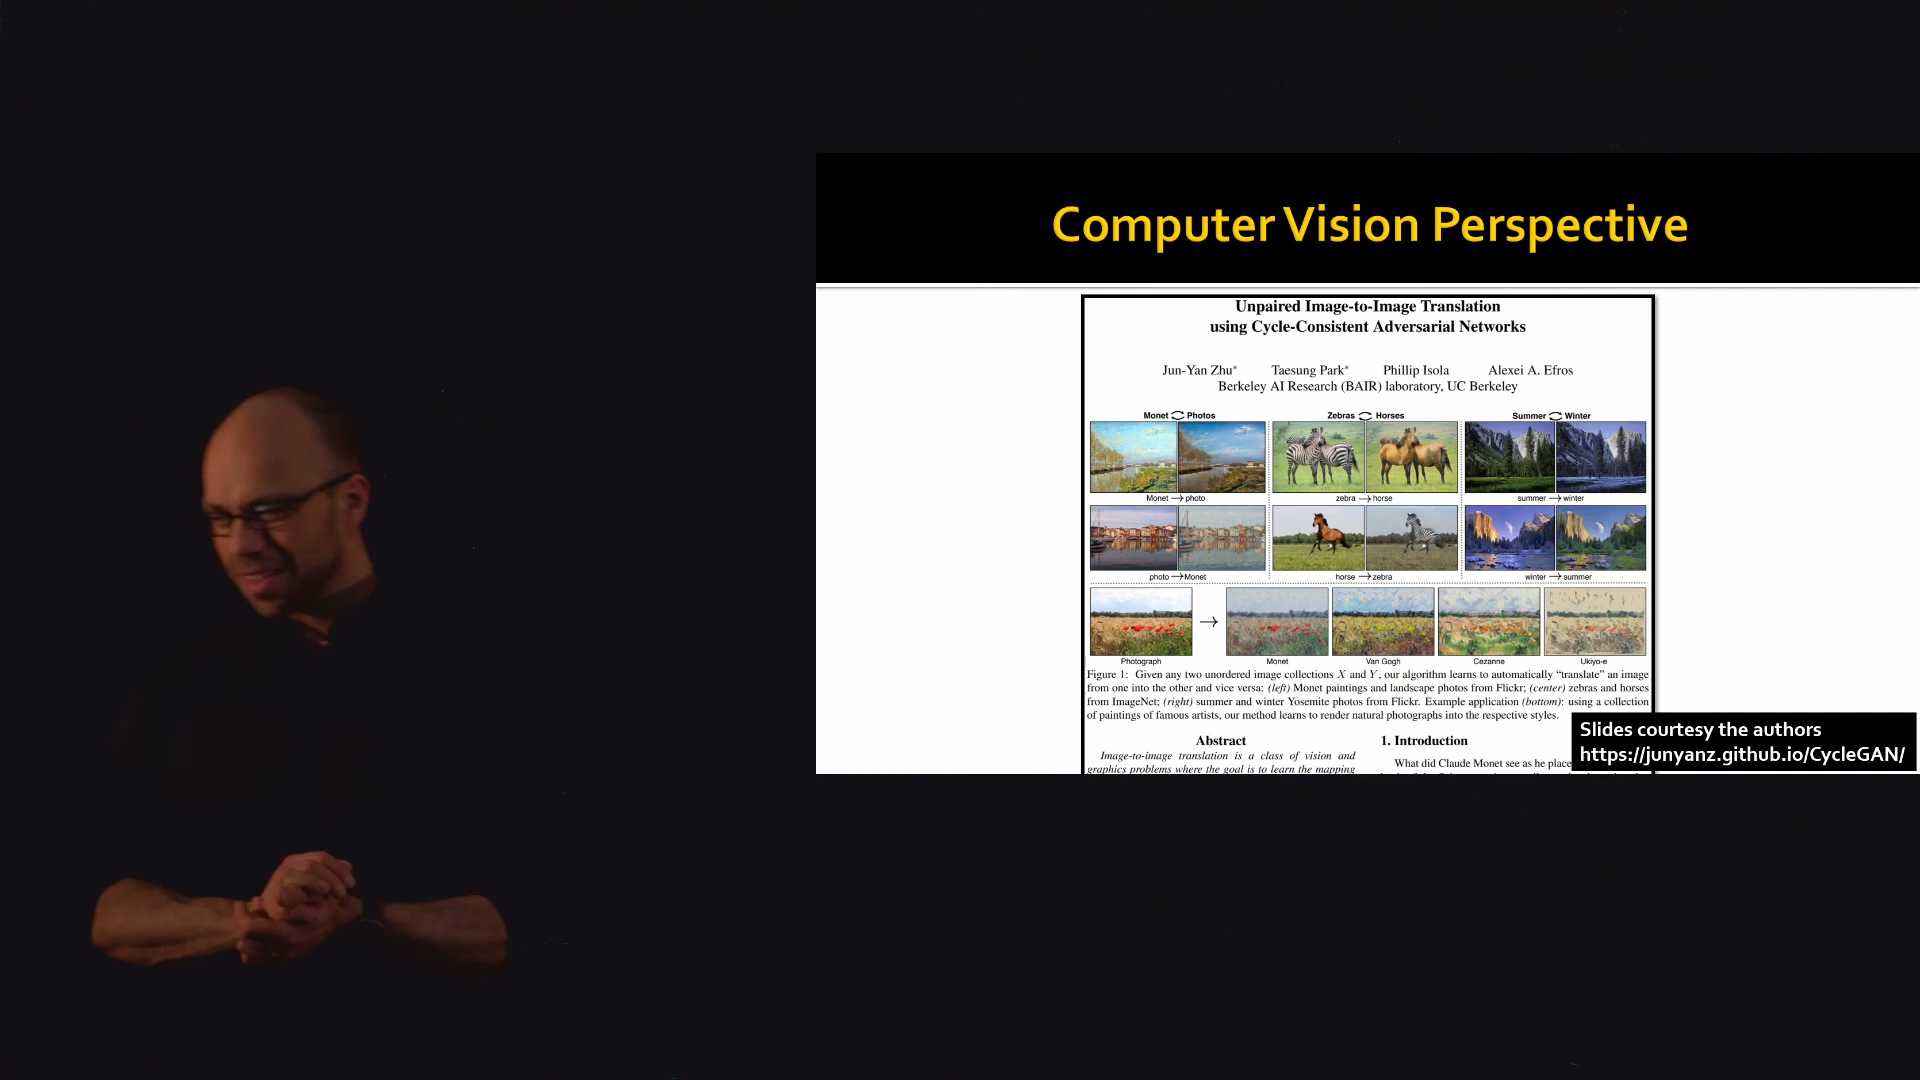 Computer Vision Perspective
Unpaired Image-to-Image Translation
using Cycle-Consistent Adversarial Networks
Jun-Yan Zhu* Taesung Park* Phillip Isola Alexei A. Efros
Berkeley AI Research (BAIR) laboratory, UC Berkeley
Monet Photos Zebras Horses Summer Winter
Monet → photo zebra → horse summer → winter
photo → Monet horse → zebra winter → summer
→
Photograph Monet Van Gogh Cezanne Ukiyo-e
Figure 1: Given any two unordered image collections X and Y, our algorithm learns to automatically “translate” an image
from one into the other and vice versa: (left) Monet paintings and landscape photos from Flickr; (center) zebras and horses
from ImageNet; (right) summer and winter Yosemite photos from Flickr. Example application (bottom): using a collection
of paintings of famous artists, our method learns to render natural photographs into the respective styles.
Abstract
Image-to-image translation is a class of vision and
graphics problems where the goal is to learn the mapping
1. Introduction
What did Claude Monet see as he place
Slides courtesy the authors
https://junyanz.github.io/CycleGAN/